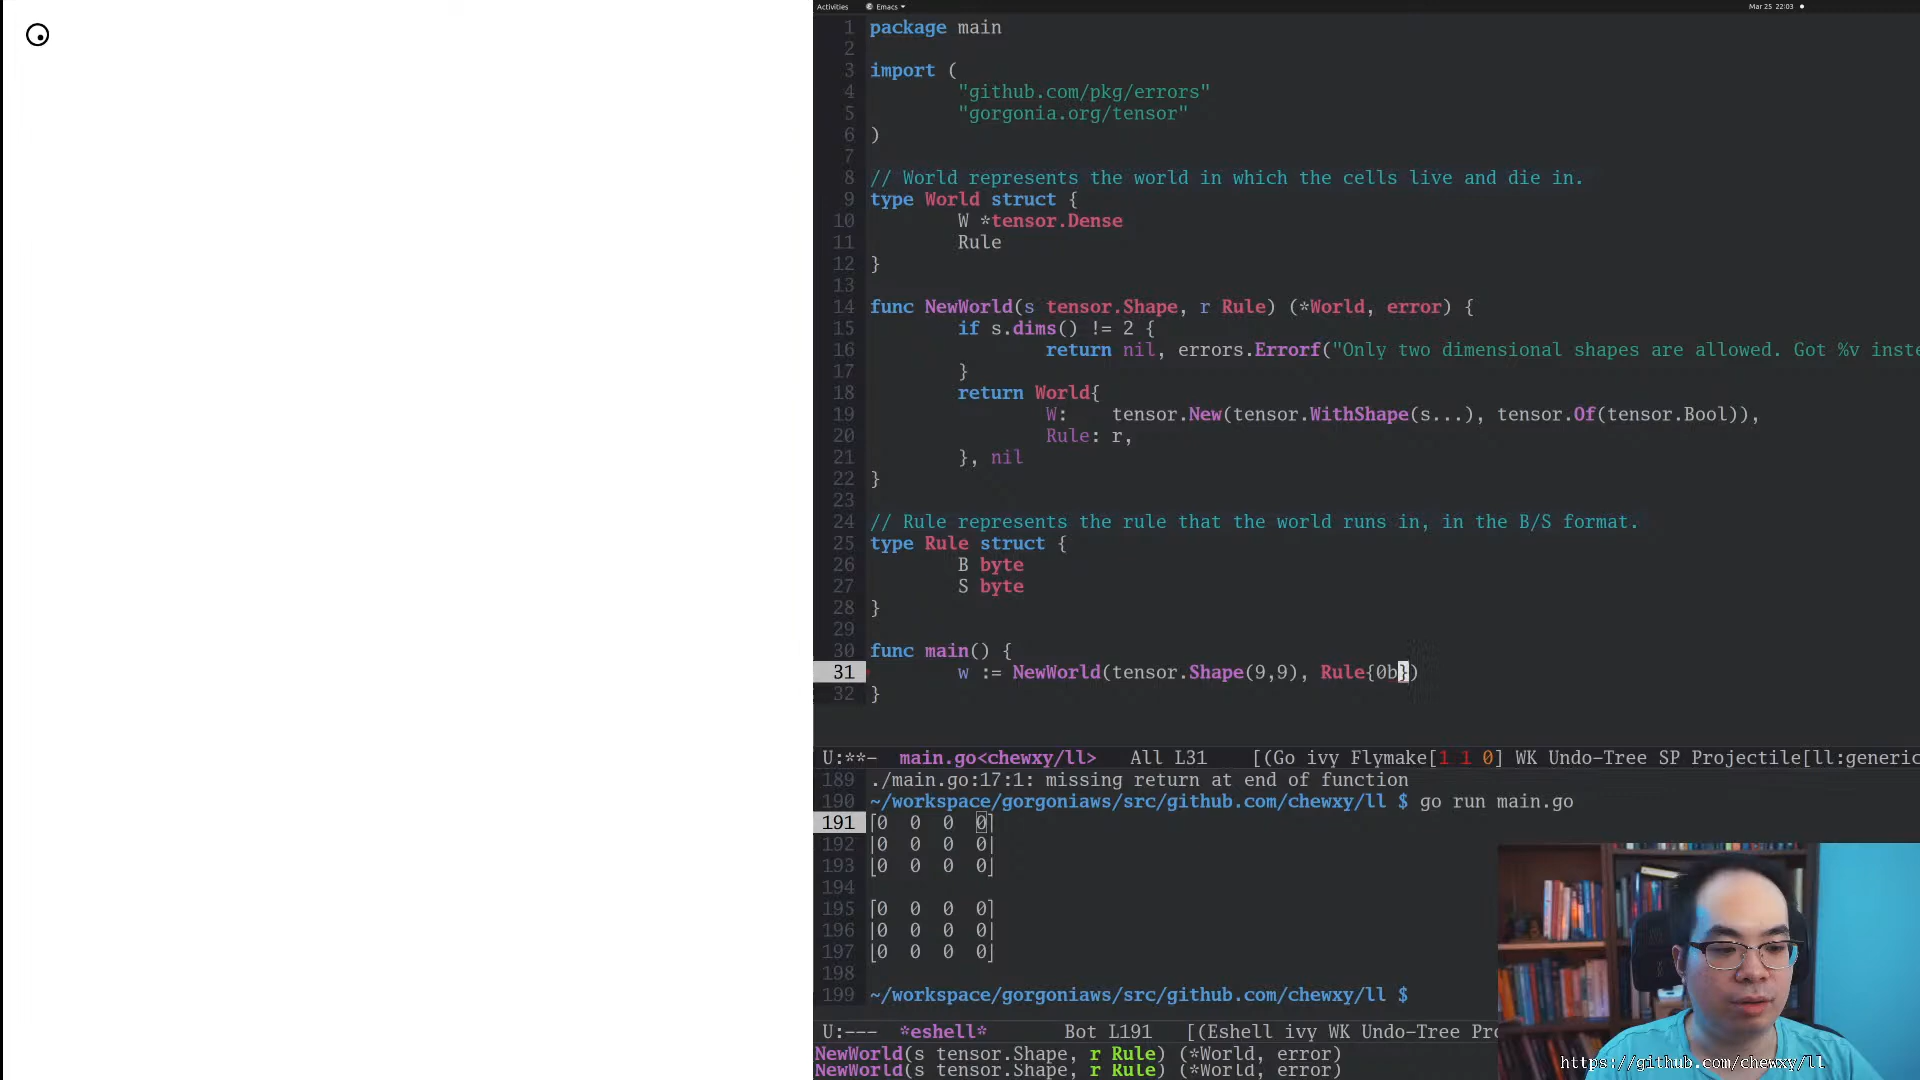 Activities Emacs Mar 25 22:03
1 package main
2
3 import (
4 "github.com/pkg/errors"
5 "gorgonia.org/tensor"
6 )
7
8 // World represents the world in which the cells live and die in.
9 type World struct {
10 W *tensor.Dense
11 Rule
12 }
13
14 func NewWorld(s tensor.Shape, r Rule) (*World, error) {
15 if s.dims() != 2 {
16 return nil, errors.Errorf("Only two dimensional shapes are allowed. Got %v inste
17 }
18 return World{
19 W: tensor.New(tensor.WithShape(s...), tensor.Of(tensor.Bool)),
20 Rule: r,
21 }, nil
22 }
23
24 // Rule represents the rule that the world runs in, in the B/S format.
25 type Rule struct {
26 B byte
27 S byte
28 }
29
30 func main() {
31 w := NewWorld(tensor.Shape(9,9), Rule{0b})
32 }
U:**- main.go<chewxy/ll> All L31 [(Go ivy Flymake[1 1 0] WK Undo-Tree SP Projectile[ll:generic
189 ./main.go:17:1: missing return at end of function
190 ~/workspace/gorgoniaws/src/github.com/chewxy/ll $ go run main.go
191 ⎡0 0 0 0⎤
192 ⎢0 0 0 0⎥
193 ⎣0 0 0 0⎦
194
195 ⎡0 0 0 0⎤
196 ⎢0 0 0 0⎥
197 ⎣0 0 0 0⎦
198
199 ~/workspace/gorgoniaws/src/github.com/chewxy/ll $
U:--- *eshell* Bot L191 [(Eshell ivy WK Undo-Tree Pro
NewWorld(s tensor.Shape, r Rule) (*World, error)
NewWorld(s tensor.Shape, r Rule) (*World, error)
https://github.com/chewxy/ll